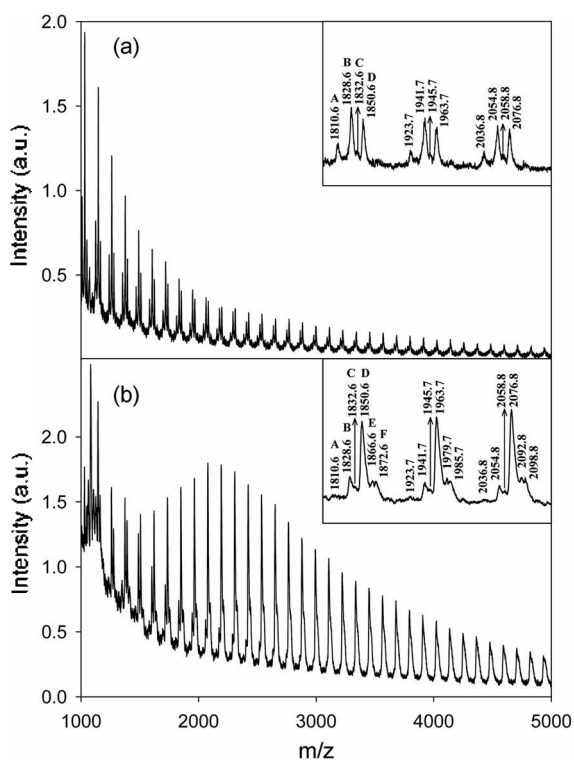 (a)
2.0
1.5
1.0
0.5
Intensity (a.u.)
A
B
C
D
1810.6
1828.6
1832.6
1850.6
1923.7
1941.7
1945.7
1963.7
2036.8
2054.8
2058.8
2076.8
(b)
2.0
1.5
1.0
0.5
0.0
Intensity (a.u.)
A
B
C
D
E
F
1810.6
1828.6
1832.6
1850.6
1866.6
1872.6
1923.7
1941.7
1945.7
1963.7
1979.7
1985.7
2036.8
2054.8
2058.8
2076.8
2092.8
2098.8
1000 2000 3000 4000 5000
m/z